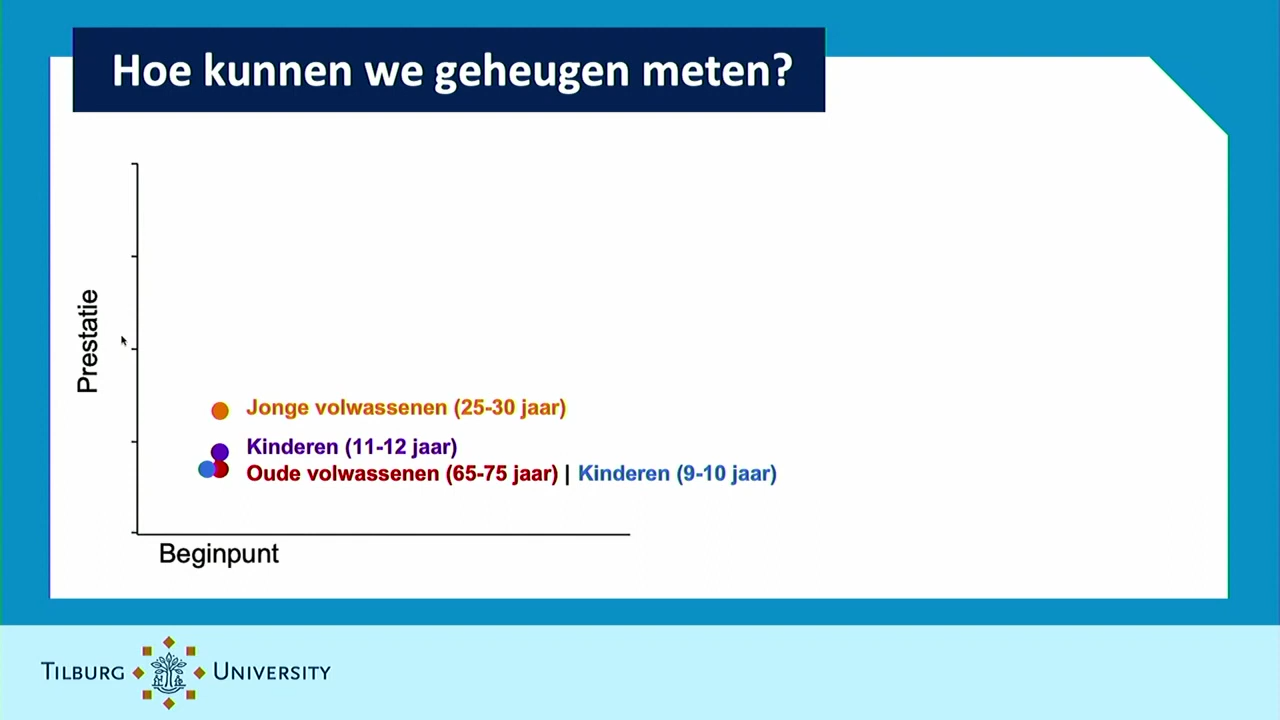 Hoe kunnen we geheugen meten?
Prestatie
Jonge volwassenen (25-30 jaar)
Kinderen (11-12 jaar)
Oude volwassenen (65-75 jaar) | Kinderen (9-10 jaar)
Beginpunt
TILBURG UNIVERSITY